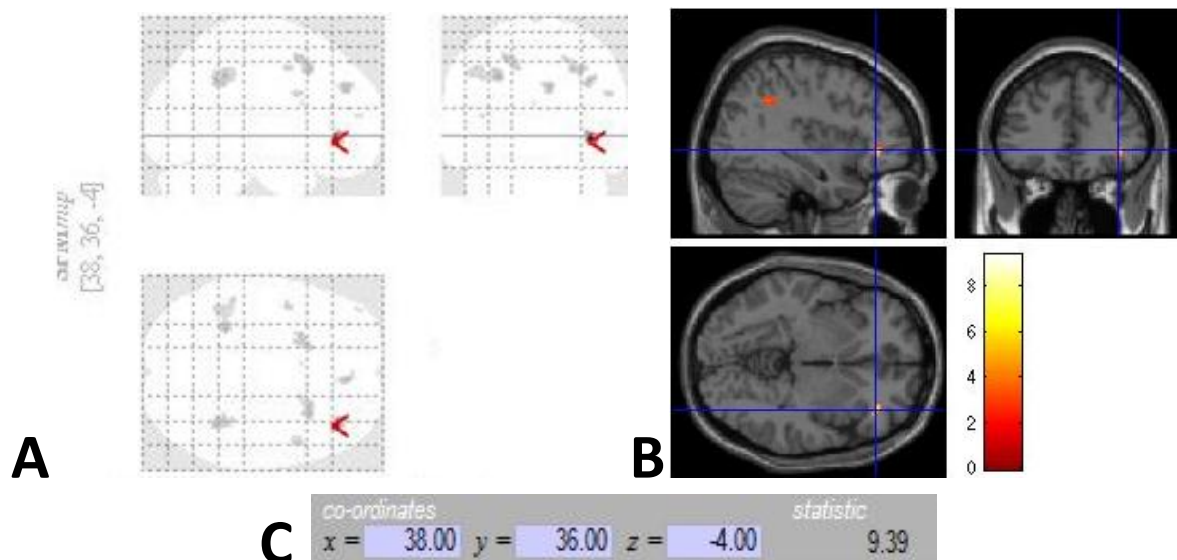 [38, 36, -4]
A
B
8
6
4
2
0
C
co-ordinates
statistic
x = 38.00 y = 36.00 z = -4.00 9.39